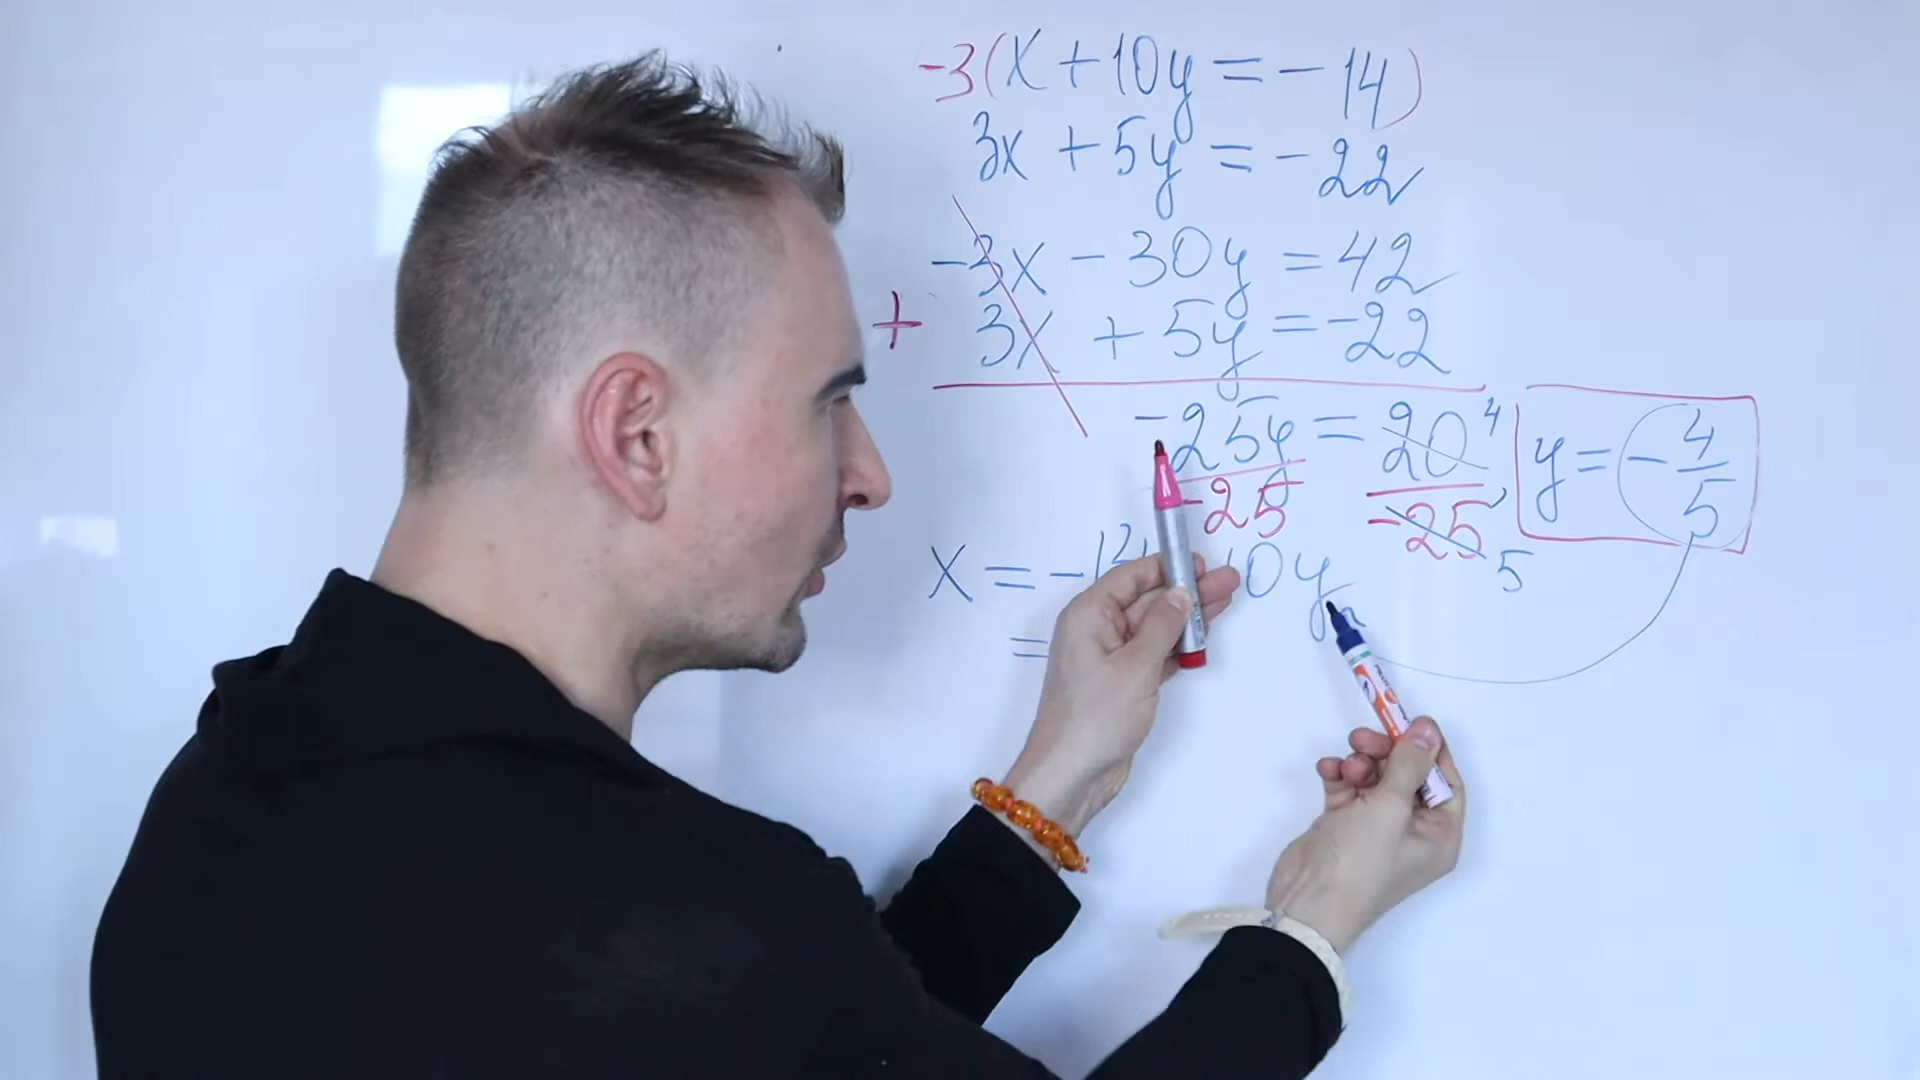 -3(x + 10y = -14)
3x + 5y = -22
-3x - 30y = 42
+ 3x + 5y = -22
-25y = 20 4
-25 -25 5
y = - 4/5
x = -14 10y
=